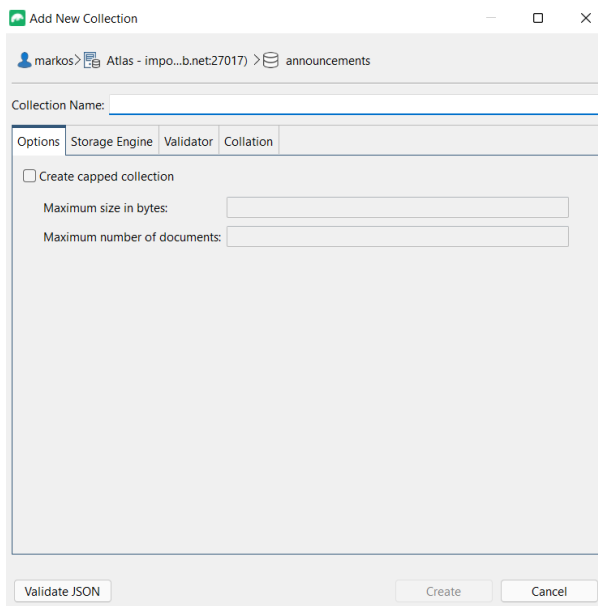 Add New Collection
markos> Atlas - impo...b.net:27017) > announcements
Collection Name:
Options Storage Engine Validator Collation
Create capped collection
Maximum size in bytes:
Maximum number of documents:
Validate JSON Create Cancel